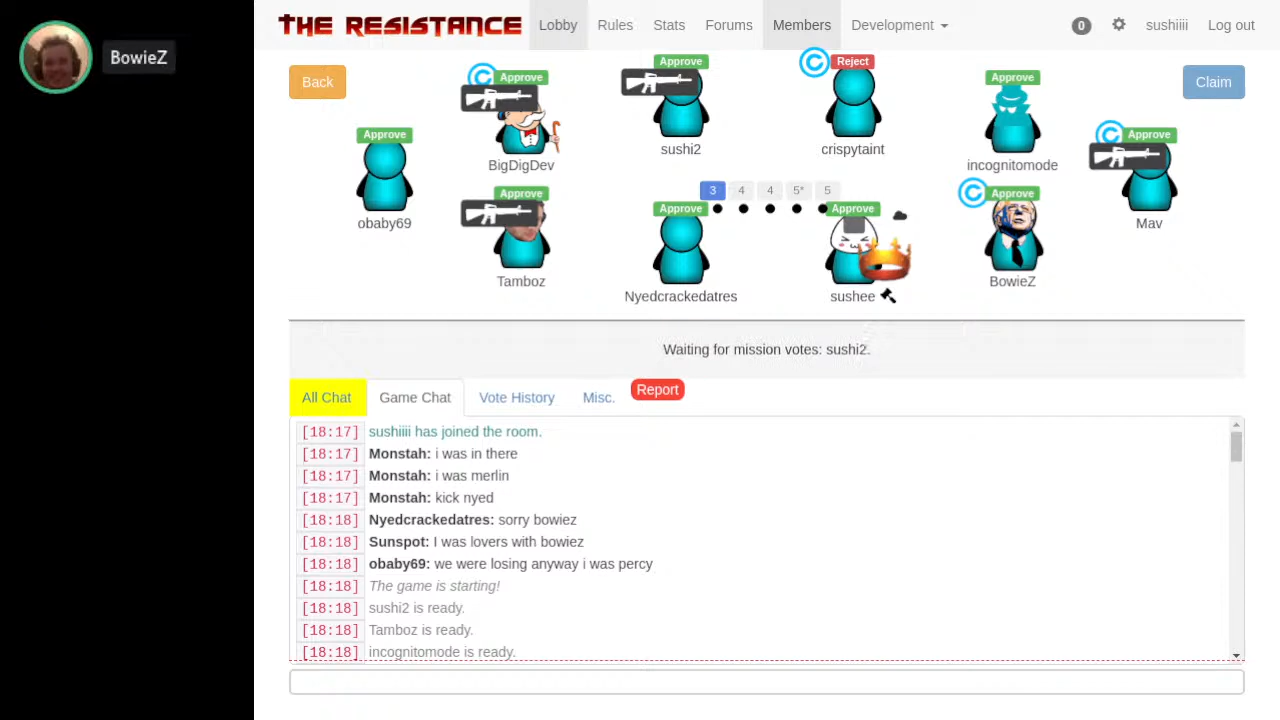 BowieZ
THE RESISTANCE Lobby Rules Stats Forums Members Development 0 sushiiii Log out
Back
Claim
Approve Approve Reject Approve
Approve BigDigDev sushi2 crispytaint incognitomode Approve
obaby69 Approve Approve Approve Approve Mav
3 4 4 5* 5
Tamboz Nyedcrackedatres sushee BowieZ
Waiting for mission votes: sushi2.
All Chat Game Chat Vote History Misc. Report
[18:17] sushiiii has joined the room.
[18:17] Monstah: i was in there
[18:17] Monstah: i was merlin
[18:17] Monstah: kick nyed
[18:18] Nyedcrackedatres: sorry bowiez
[18:18] Sunspot: I was lovers with bowiez
[18:18] obaby69: we were losing anyway i was percy
[18:18] The game is starting!
[18:18] sushi2 is ready.
[18:18] Tamboz is ready.
[18:18] incognitomode is ready.